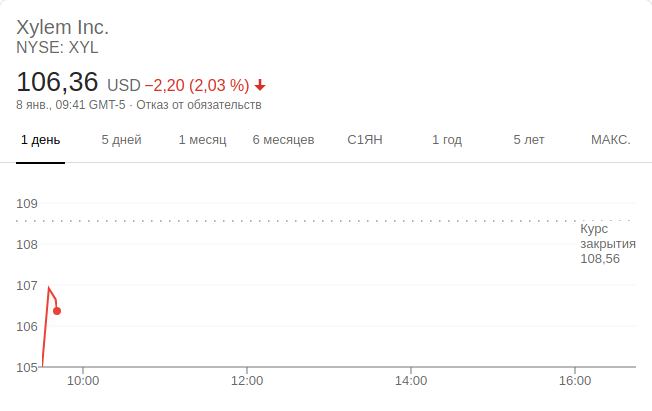 Xylem Inc.
NYSE: XYL
106,36 USD −2,20 (2,03 %)
8 янв., 09:41 GMT-5 · Отказ от обязательств
1 день 5 дней 1 месяц 6 месяцев С1ЯН 1 год 5 лет МАКС.
109
Курс
закрытия
108,56
108
107
106
105
10:00 12:00 14:00 16:00